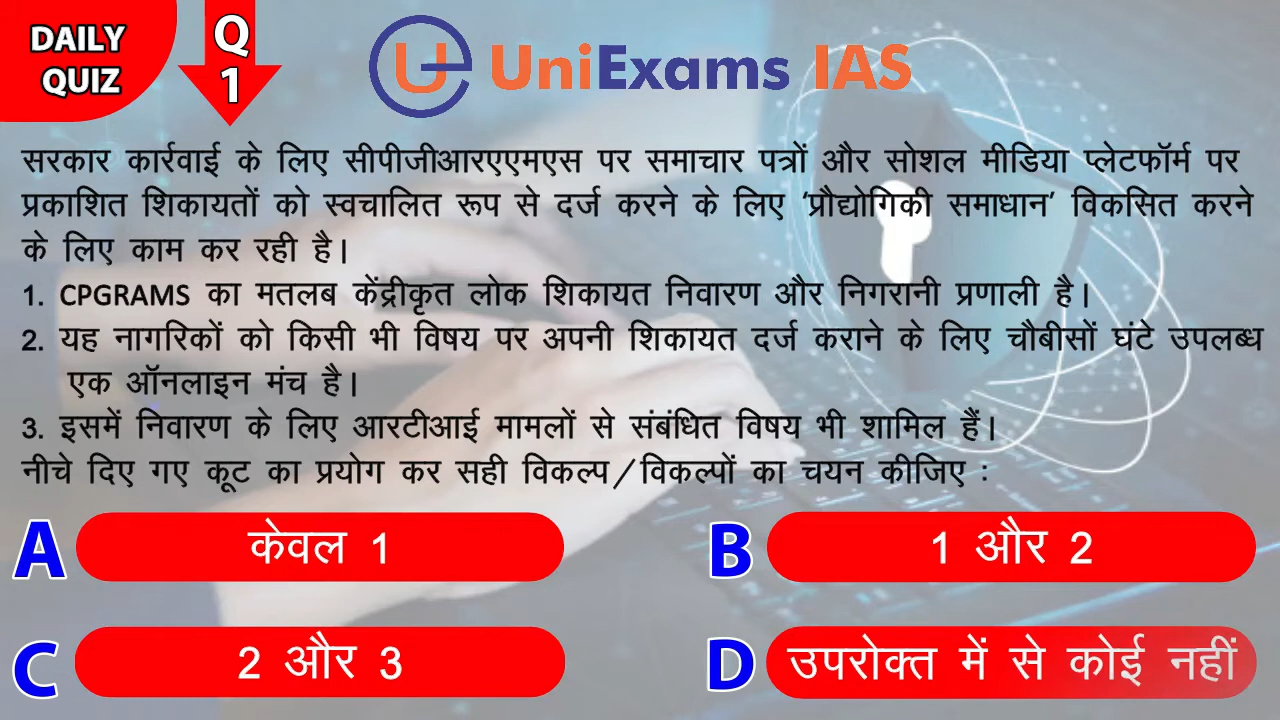 DAILY
QUIZ
Q
1
UniExams IAS
सरकार कार्रवाई के लिए सीपीजीआरएएमएस पर समाचार पत्रों और सोशल मीडिया प्लेटफॉर्म पर
प्रकाशित शिकायतों को स्वचालित रूप से दर्ज करने के लिए 'प्रौद्योगिकी समाधान' विकसित करने
के लिए काम कर रही है।
1. CPGRAMS का मतलब केंद्रीकृत लोक शिकायत निवारण और निगरानी प्रणाली है।
2. यह नागरिकों को किसी भी विषय पर अपनी शिकायत दर्ज कराने के लिए चौबीसों घंटे उपलब्ध
एक ऑनलाइन मंच है।
3. इसमें निवारण के लिए आरटीआई मामलों से संबंधित विषय भी शामिल हैं।
नीचे दिए गए कूट का प्रयोग कर सही विकल्प/विकल्पों का चयन कीजिए :
A केवल 1
B 1 और 2
C 2 और 3
D उपरोक्त में से कोई नहीं